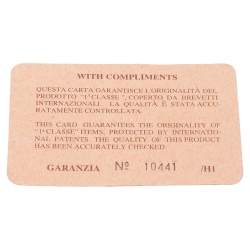 WITH COMPLIMENTS
QUESTA CARTA GARANTISCE L'ORIGINALITÀ DEL
PRODOTTO "1ª CLASSE", COPERTO DA BREVETTI
INTERNAZIONALI. LA QUALITÀ È STATA ACCU-
RATAMENTE CONTROLLATA.
THIS CARD GUARANTEES THE ORIGINALITY OF
"1ª CLASSE" ITEMS, PROTECTED BY INTERNATIO-
NAL PATENTS. THE QUALITY OF THIS PRODUCT
HAS BEEN ACCURATELY CHECKED.
GARANZIA Nº 10441 /H1